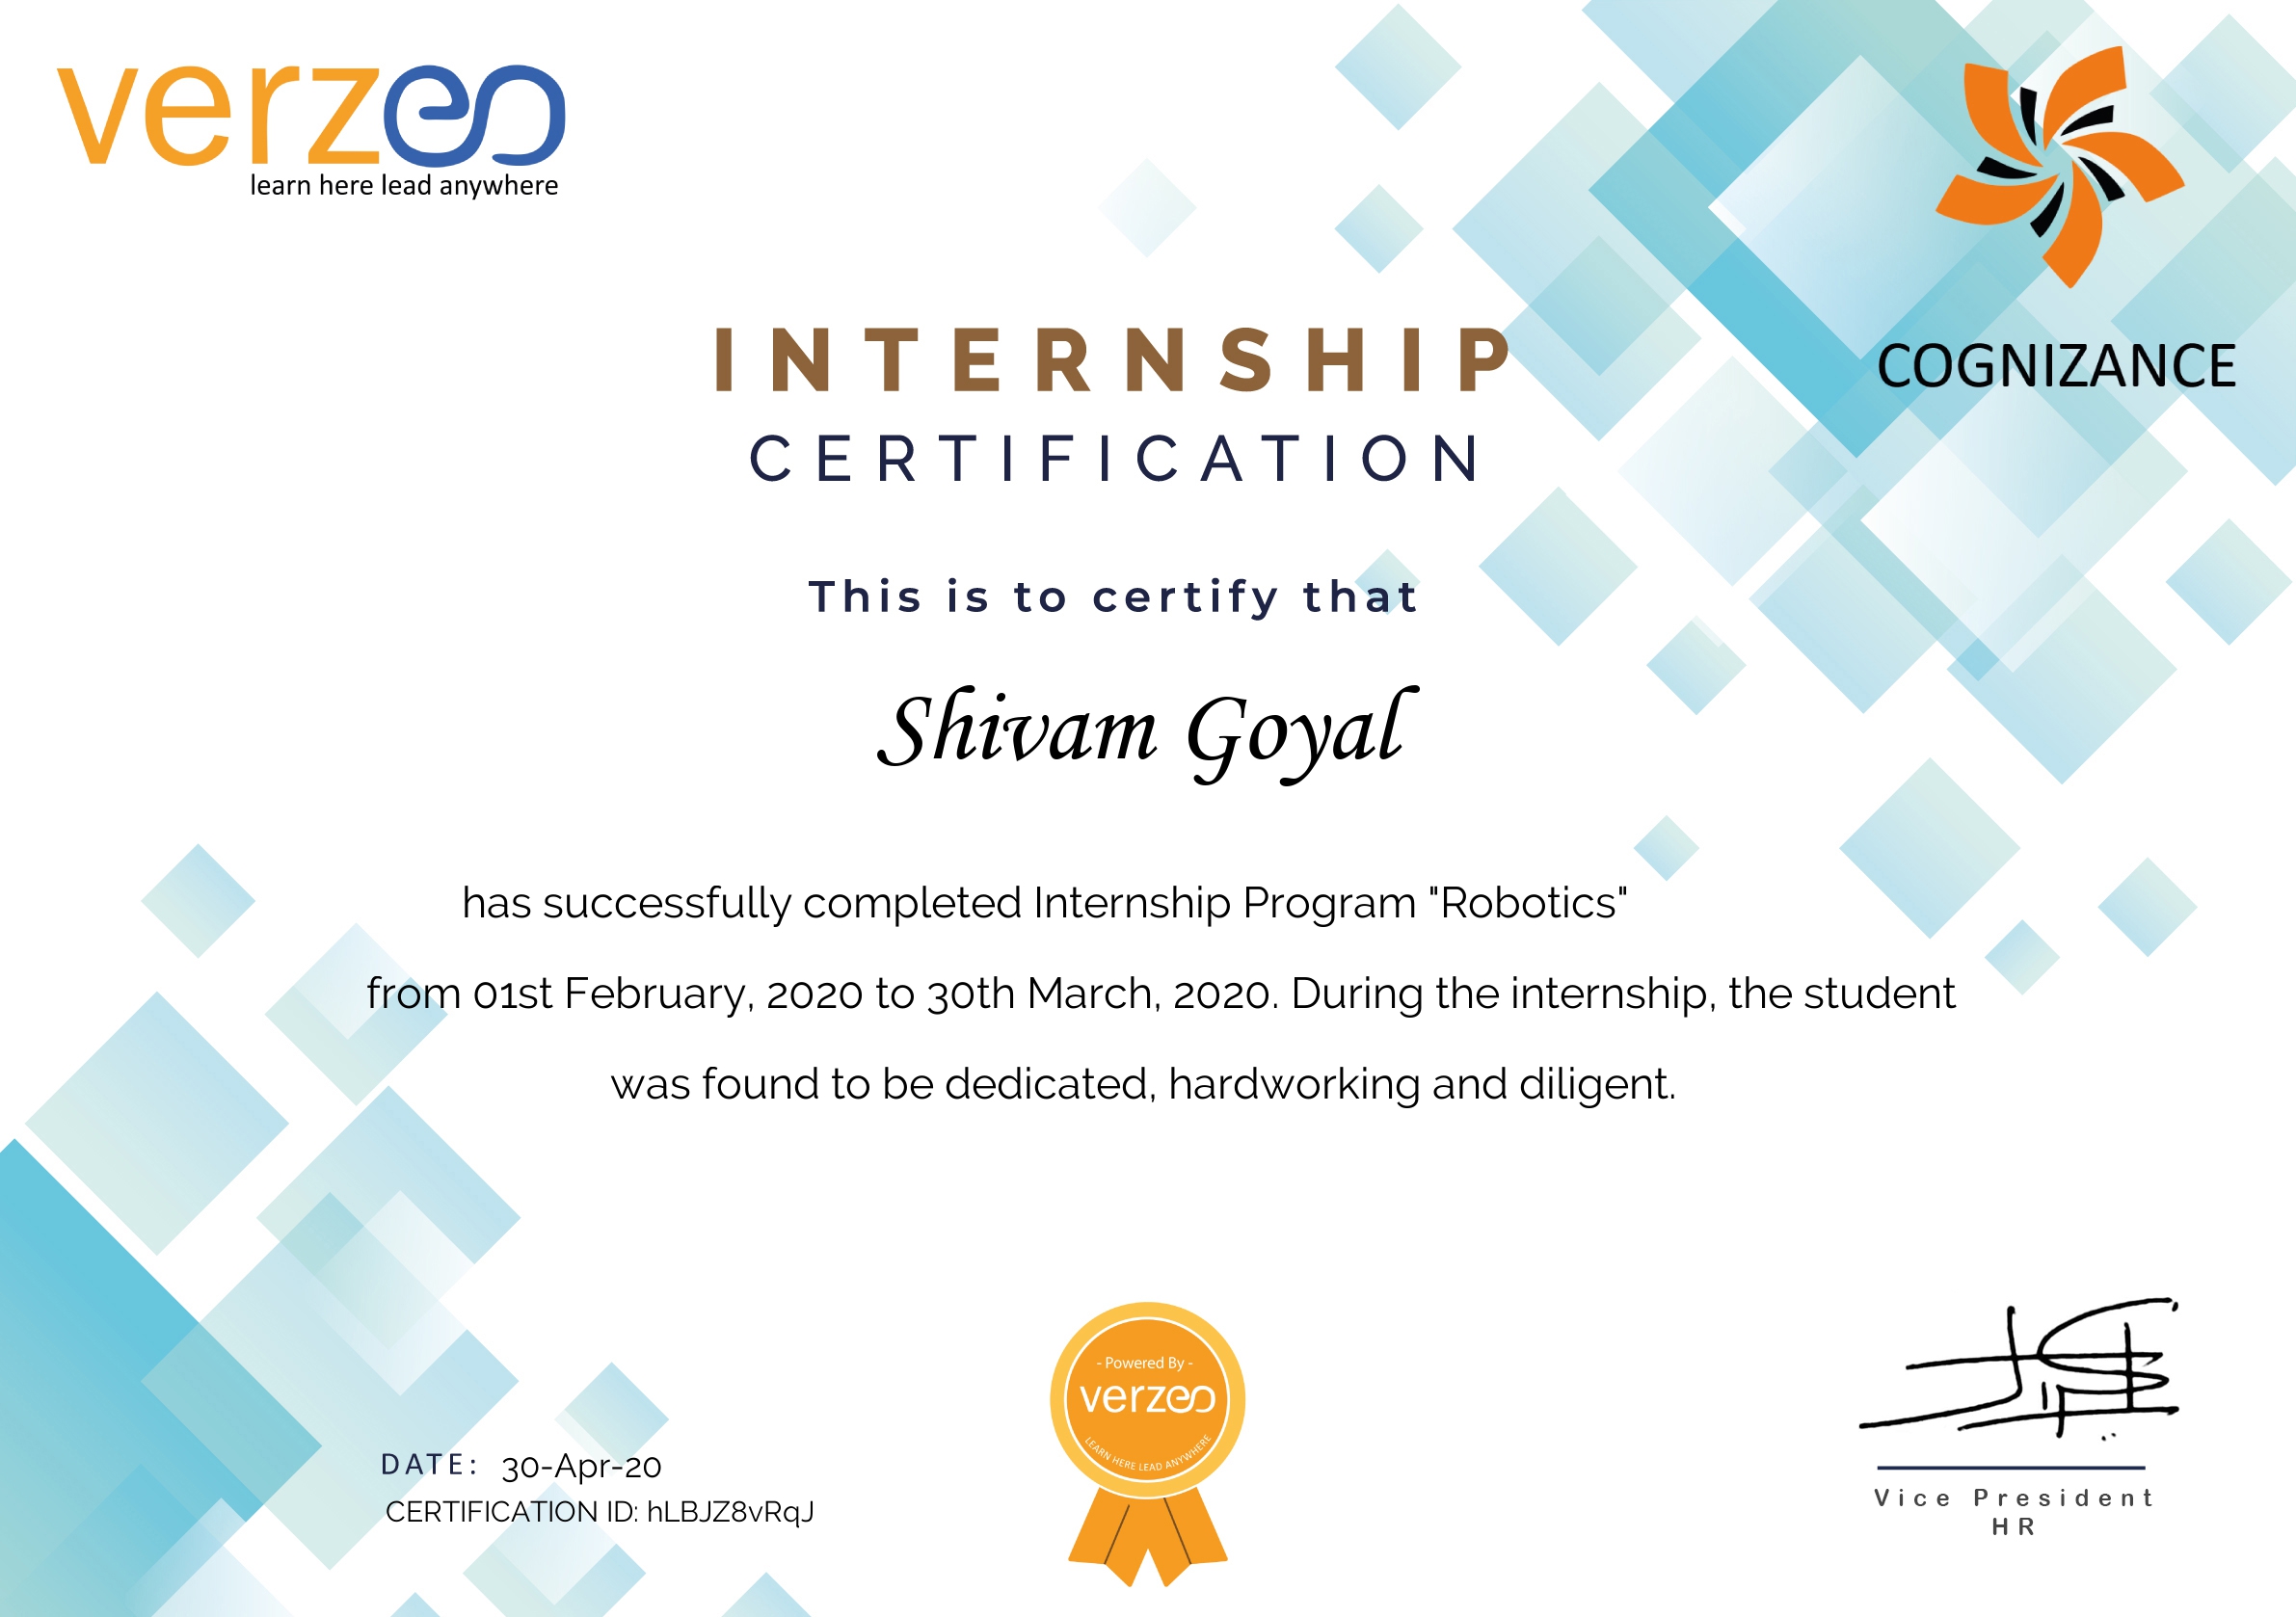 verzeo
learn here lead anywhere
COGNIZANCE
INTERNSHIP
CERTIFICATION
This is to certify that
Shivam Goyal
has successfully completed Internship Program "Robotics"
from 01st February, 2020 to 30th March, 2020. During the internship, the student
was found to be dedicated, hardworking and diligent.
- Powered By -
verzeo
LEARN HERE LEAD ANYWHERE
DATE: 30-Apr-20
CERTIFICATION ID: hLBJZ8vRqJ
Vice President
HR